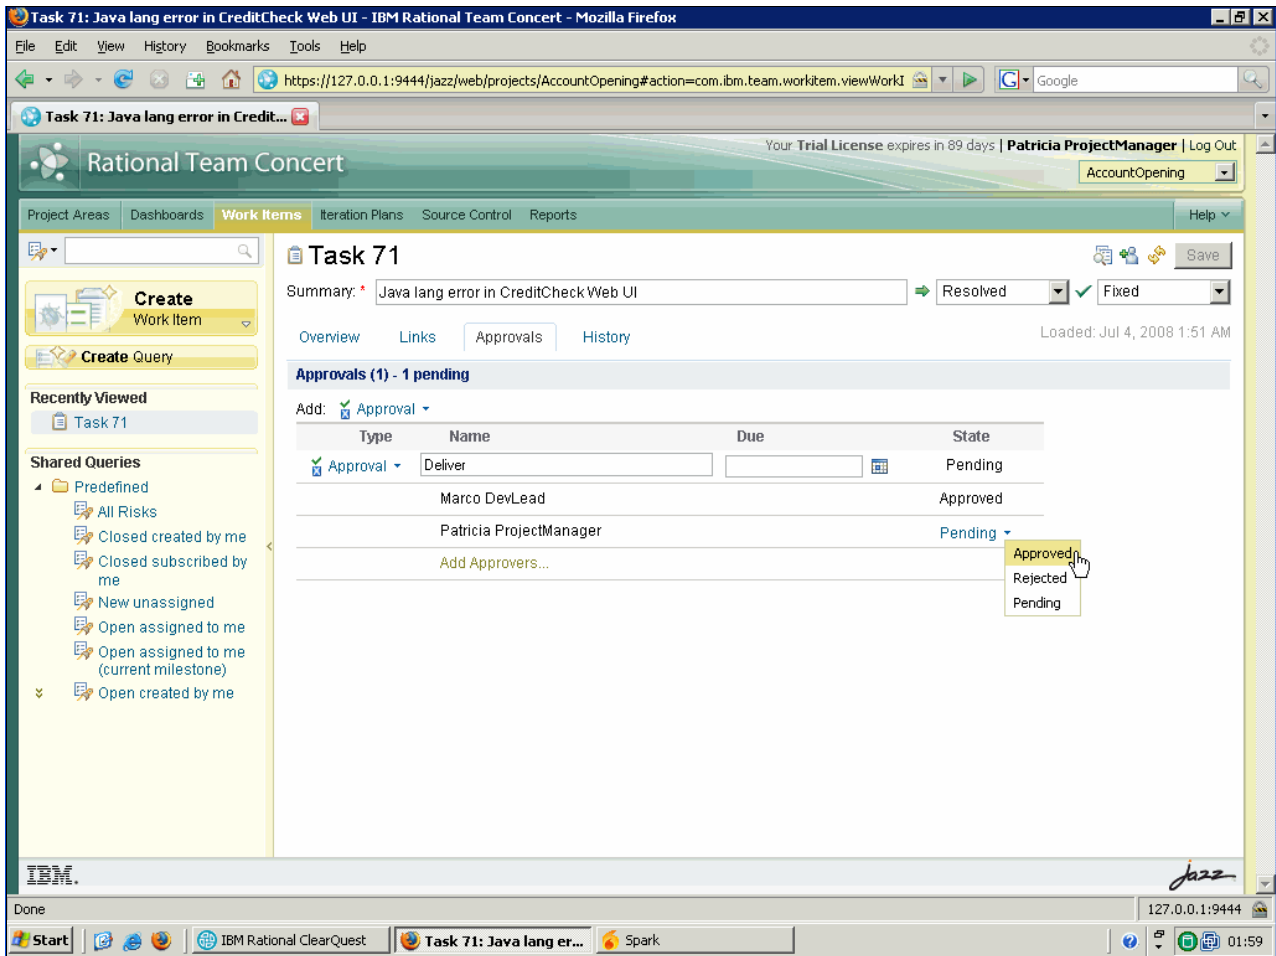 Task 71: Java lang error in CreditCheck Web UI - IBM Rational Team Concert - Mozilla Firefox
File Edit View History Bookmarks Tools Help
https://127.0.0.1:9444/jazz/web/projects/AccountOpening#action=com.ibm.team.workitem.viewWorkI
G Google
Task 71: Java lang error in Credit...
Rational Team Concert
Your Trial License expires in 89 days | Patricia ProjectManager | Log Out
AccountOpening
Project Areas Dashboards Work Items Iteration Plans Source Control Reports Help
Task 71
Save
Create
Work Item
Summary: * Java lang error in CreditCheck Web UI Resolved Fixed
Overview Links Approvals History Loaded: Jul 4, 2008 1:51 AM
Create Query
Approvals (1) - 1 pending
Recently Viewed
Task 71
Add: Approval
Type Name Due State
Approval Deliver Pending
Marco DevLead Approved
Patricia ProjectManager Pending
Add Approvers...
Approved
Rejected
Pending
Shared Queries
Predefined
All Risks
Closed created by me
Closed subscribed by
me
New unassigned
Open assigned to me
Open assigned to me
(current milestone)
Open created by me
IBM.
jazz
Done 127.0.0.1:9444
Start IBM Rational ClearQuest Task 71: Java lang er... Spark 01:59